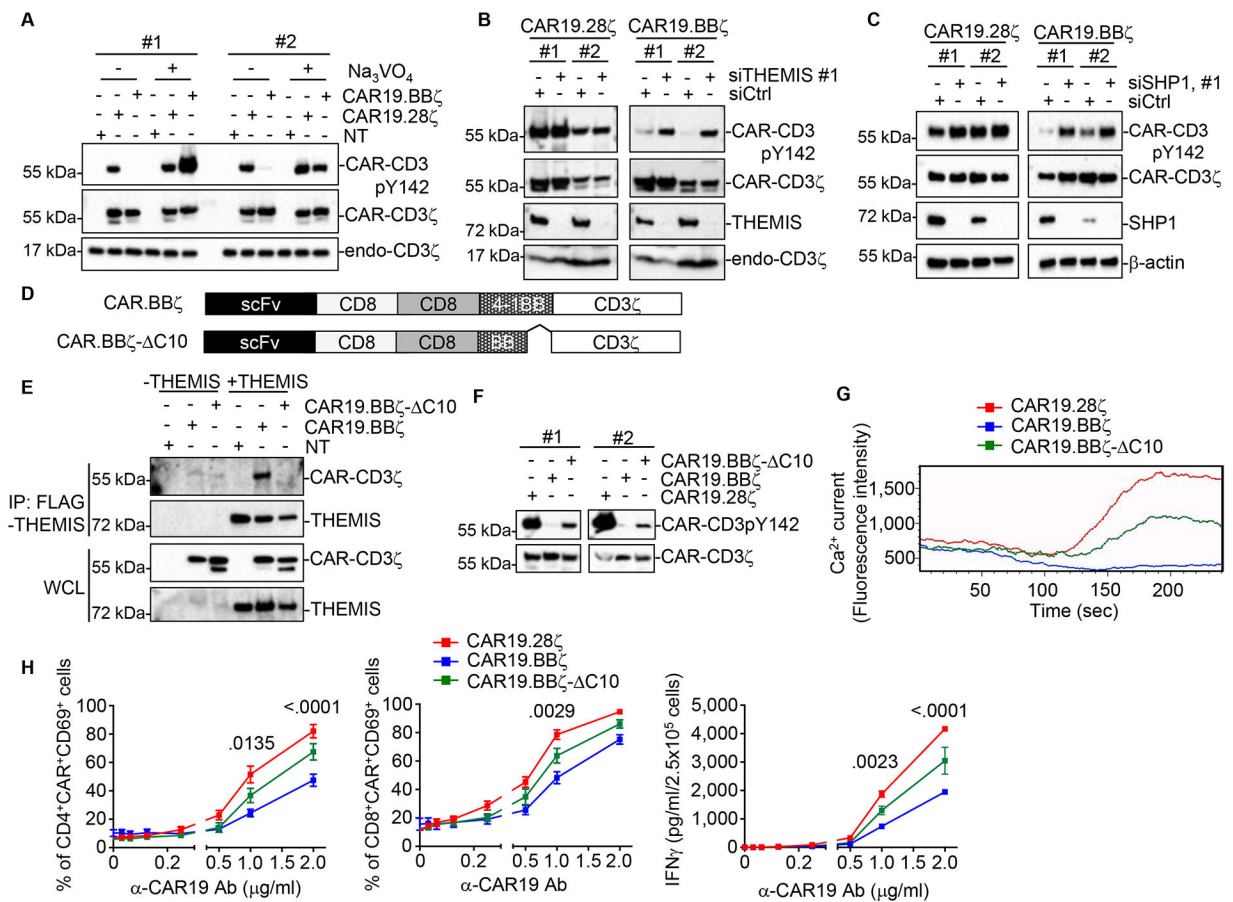 A
#1 #2
- + - + Na3VO4
- - + - - + - - + - - + CAR19.BBζ
- + - - + - - + - - + - CAR19.28ζ
+ - - + - - + - - + - - NT
55 kDa -CAR-CD3
pY142
55 kDa -CAR-CD3ζ
17 kDa -endo-CD3ζ
B
CAR19.28ζ CAR19.BBζ
#1 #2 #1 #2
- + - + - + - + siTHEMIS #1
+ - + - + - + - siCtrl
55 kDa -CAR-CD3
pY142
55 kDa -CAR-CD3ζ
72 kDa -THEMIS
17 kDa -endo-CD3ζ
C
CAR19.28ζ CAR19.BBζ
#1 #2 #1 #2
- + - + - + - + siSHP1, #1
+ - + - + - + - siCtrl
55 kDa -CAR-CD3
pY142
55 kDa -CAR-CD3ζ
72 kDa -SHP1
55 kDa -β-actin
D
CAR.BBζ scFv CD8 CD8 4-1BB CD3ζ
CAR.BBζ-ΔC10 scFv CD8 CD8 BB CD3ζ
E
-THEMIS +THEMIS
- - + - - + CAR19.BBζ-ΔC10
- + - - + - CAR19.BBζ
+ - - + - - NT
IP: FLAG
-THEMIS
55 kDa -CAR-CD3ζ
72 kDa -THEMIS
WCL
55 kDa -CAR-CD3ζ
72 kDa -THEMIS
F
#1 #2
- - + - - + CAR19.BBζ-ΔC10
- + - - + - CAR19.BBζ
+ - - + - - CAR19.28ζ
55 kDa -CAR-CD3pY142
55 kDa -CAR-CD3ζ
G
CAR19.28ζ
CAR19.BBζ
CAR19.BBζ-ΔC10
Ca2+ current
(Fluorescence intensity)
1,500
1,000
500
50 100 150 200
Time (sec)
H
CAR19.28ζ
CAR19.BBζ
CAR19.BBζ-ΔC10
% of CD4+CAR+CD69+ cells
100
80
60
40
20
0
.0135
<.0001
0 0.2 0.5 1.0 1.5 2.0
α-CAR19 Ab (μg/ml)
% of CD8+CAR+CD69+ cells
100
80
60
40
20
0
.0029
0 0.2 0.5 1.0 1.5 2.0
α-CAR19 Ab
IFNγ (pg/ml/2.5x105 cells)
5,000
4,000
3,000
2,000
1,000
0
.0023
<.0001
0 0.2 0.5 1.0 1.5 2.0
α-CAR19 Ab (μg/ml)